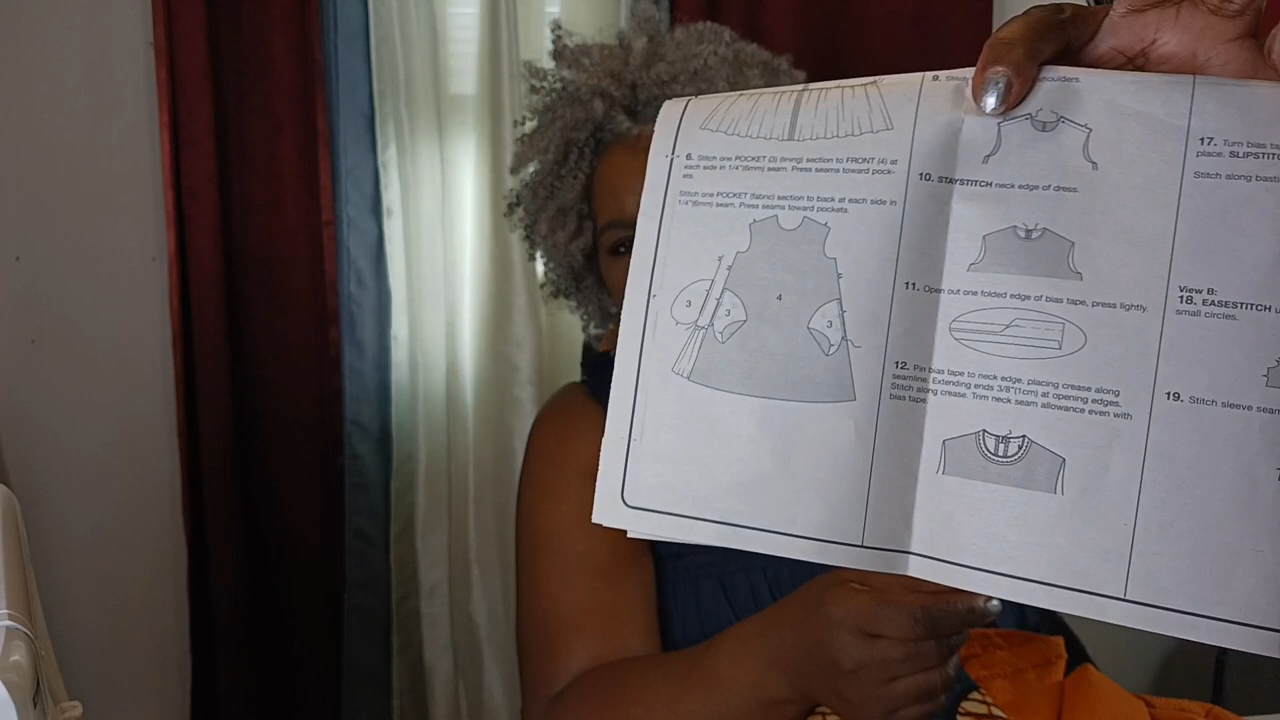 6. Stitch one POCKET (3) (lining) section to FRONT (4) at
each side in 1/4"(6mm) seam. Press seams toward pock-
ets.
Stitch one POCKET (fabric) section to back at each side in
1/4"(6mm) seam. Press seams toward pockets.
3
3
4
3
9. Stitch shoulders.
10. STAYSTITCH neck edge of dress.
11. Open out one folded edge of bias tape, press lightly.
12. Pin bias tape to neck edge, placing crease along
seamline. Extending ends 3/8"(1cm) at opening edges.
Stitch along crease. Trim neck seam allowance even with
bias tape.
17. Turn bias ta
place. SLIPSTITC
Stitch along basti
View B:
18. EASESTITCH u
small circles.
19. Stitch sleeve seam